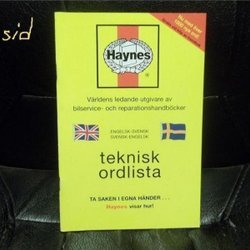 sid
Haynes
®
Världens ledande utgivare av
bilservice- och reparationshandböcker
ENGELSK-SVENSK
SVENSK-ENGELSK
teknisk
ordlista
TA SAKEN I EGNA HÄNDER . . .
Haynes visar hur!